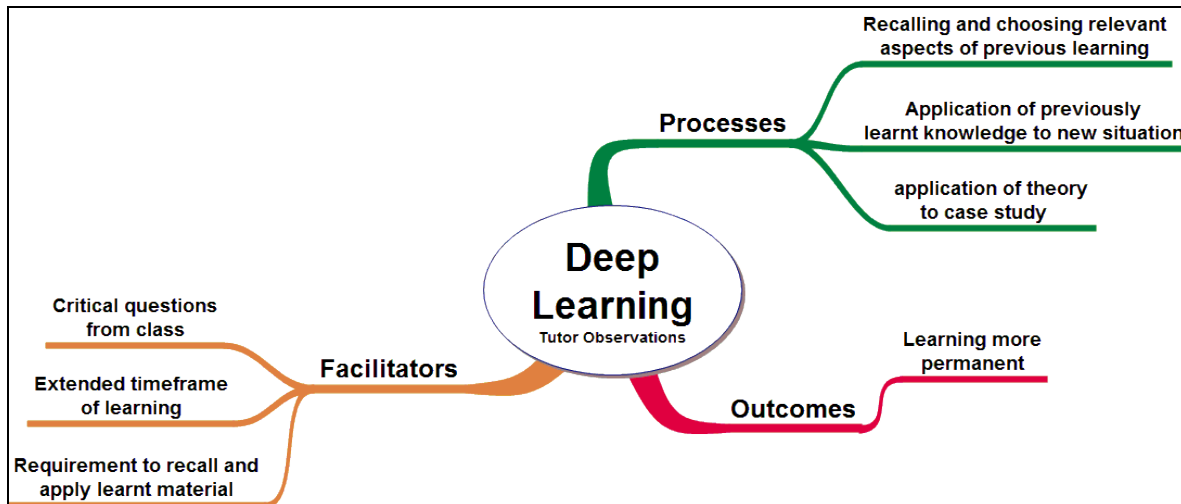 Deep
Learning
Tutor Observations
Processes
Recalling and choosing relevant
aspects of previous learning
Application of previously
learnt knowledge to new situation
application of theory
to case study
Outcomes
Learning more
permanent
Facilitators
Critical questions
from class
Extended timeframe
of learning
Requirement to recall and
apply learnt material